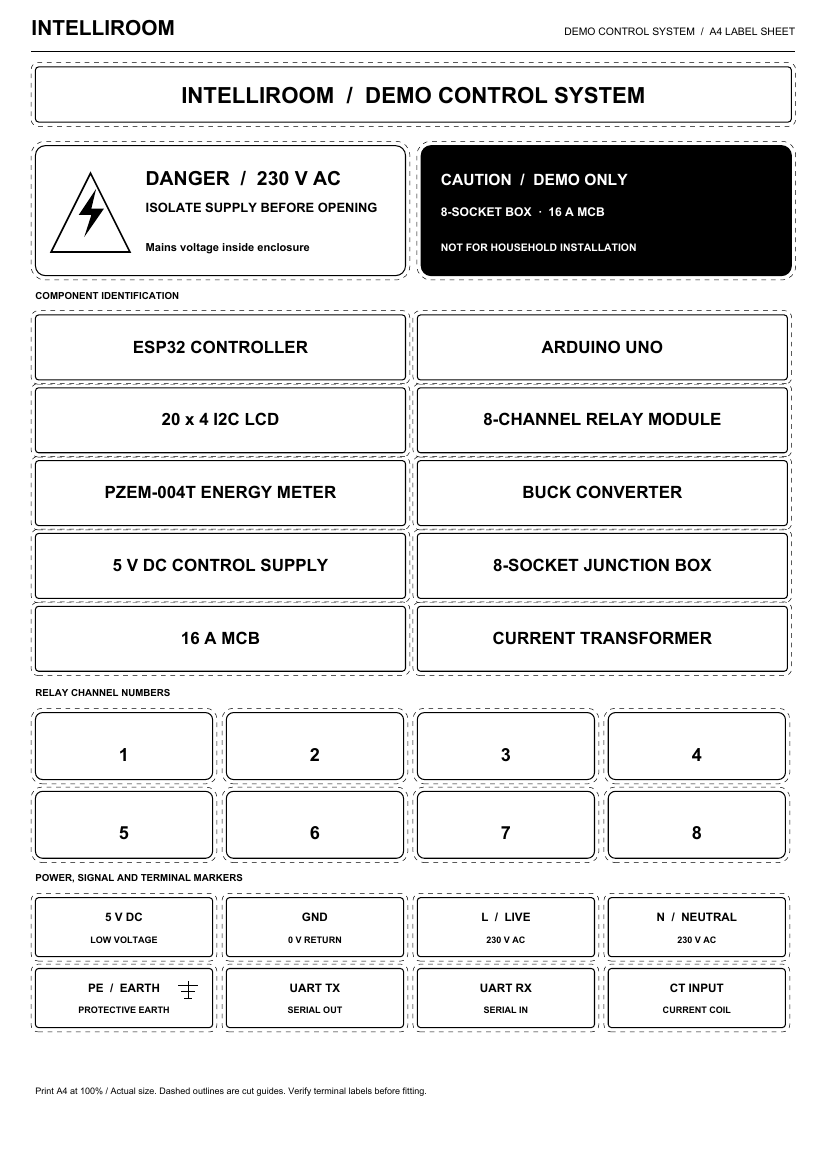 INTELLIROOM
DEMO CONTROL SYSTEM / A4 LABEL SHEET
INTELLIROOM / DEMO CONTROL SYSTEM
DANGER / 230 V AC
ISOLATE SUPPLY BEFORE OPENING
Mains voltage inside enclosure
CAUTION / DEMO ONLY
8-SOCKET BOX · 16 A MCB
NOT FOR HOUSEHOLD INSTALLATION
COMPONENT IDENTIFICATION
ESP32 CONTROLLER
ARDUINO UNO
20 x 4 I2C LCD
8-CHANNEL RELAY MODULE
PZEM-004T ENERGY METER
BUCK CONVERTER
5 V DC CONTROL SUPPLY
8-SOCKET JUNCTION BOX
16 A MCB
CURRENT TRANSFORMER
RELAY CHANNEL NUMBERS
1
2
3
4
5
6
7
8
POWER, SIGNAL AND TERMINAL MARKERS
5 V DC
LOW VOLTAGE
GND
0 V RETURN
L / LIVE
230 V AC
N / NEUTRAL
230 V AC
PE / EARTH
PROTECTIVE EARTH
UART TX
SERIAL OUT
UART RX
SERIAL IN
CT INPUT
CURRENT COIL
Print A4 at 100% / Actual size. Dashed outlines are cut guides. Verify terminal labels before fitting.